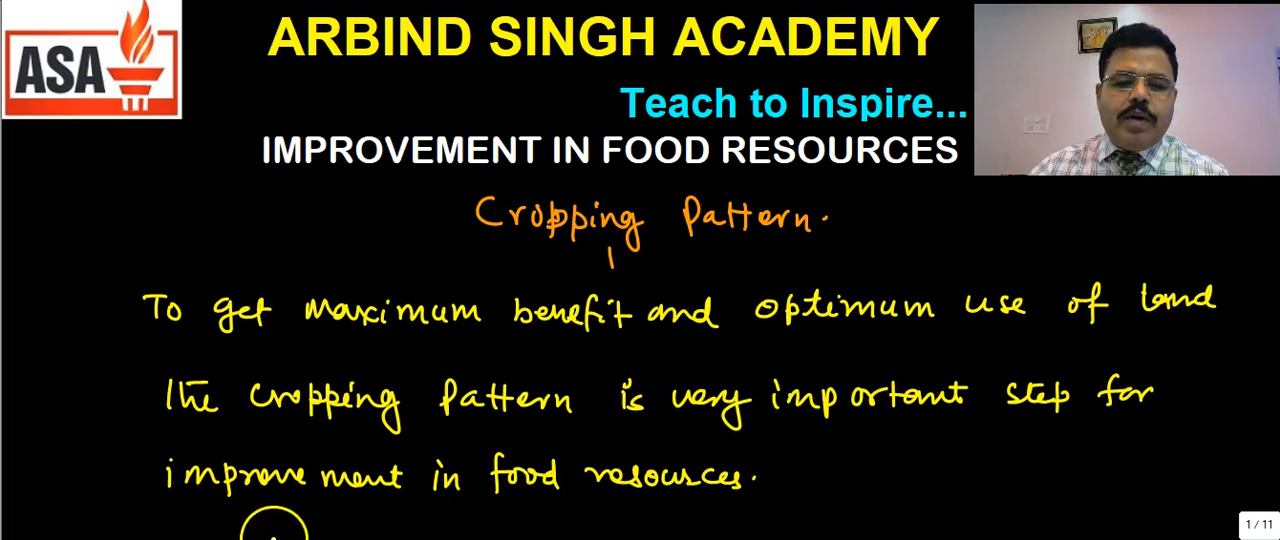 ASA
ARBIND SINGH ACADEMY
Teach to Inspire...
IMPROVEMENT IN FOOD RESOURCES
Cropping Pattern.
To get maximum benefit and optimum use of land
the cropping pattern is very important step for
improvement in food resources.
1 / 11